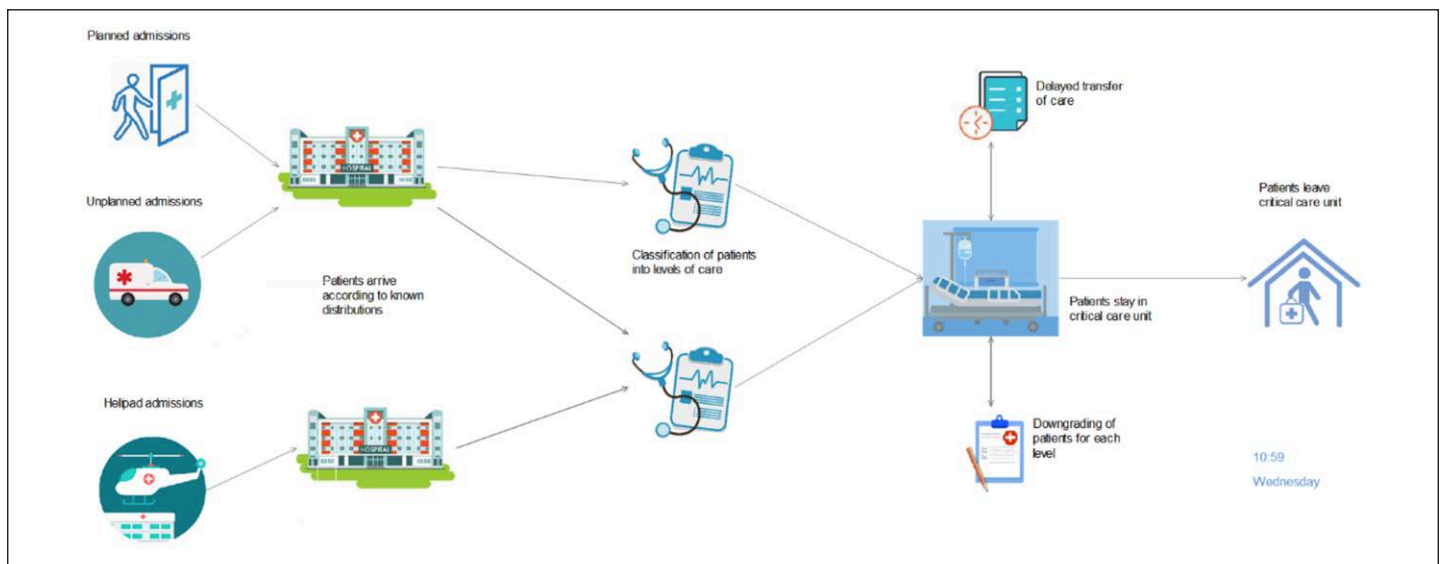 Planned admissions
Unplanned admissions
HOSPITAL
Patients arrive
according to known
distributions
Helipad admissions
HOSPITAL
Classification of patients
into levels of care
Delayed transfer
of care
Patients stay in
critical care unit
Downgrading of
patients for each
level
Patients leave
critical care unit
10:59
Wednesday